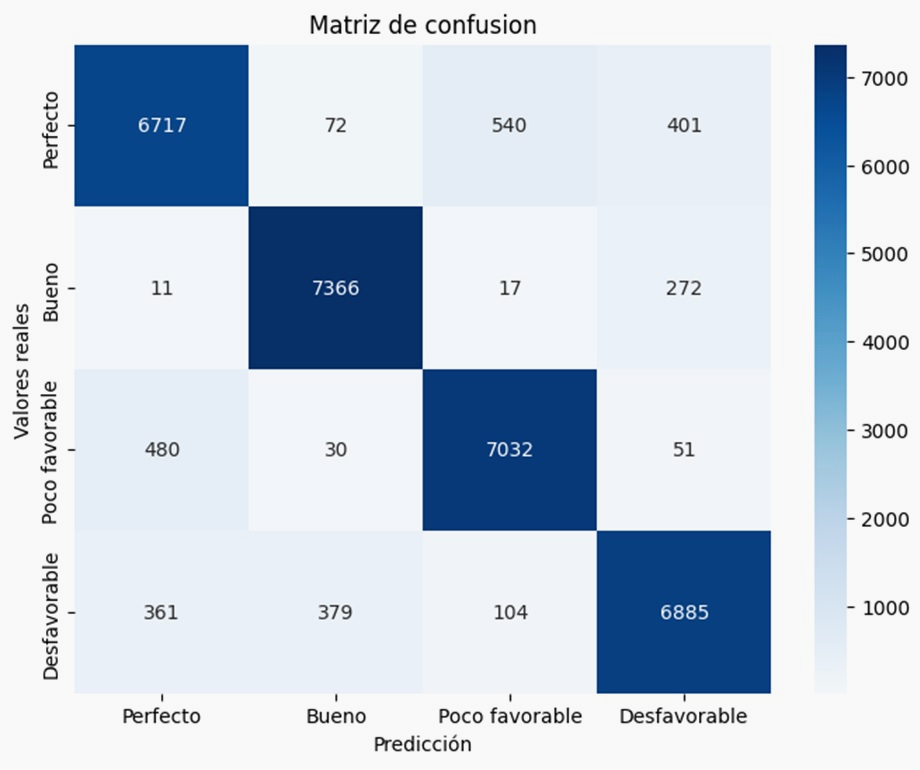 Matriz de confusion
Valores reales
Perfecto
6717 72 540 401
Bueno
11 7366 17 272
Poco favorable
480 30 7032 51
Desfavorable
361 379 104 6885
Perfecto Bueno Poco favorable Desfavorable
Predicción
7000
6000
5000
4000
3000
2000
1000